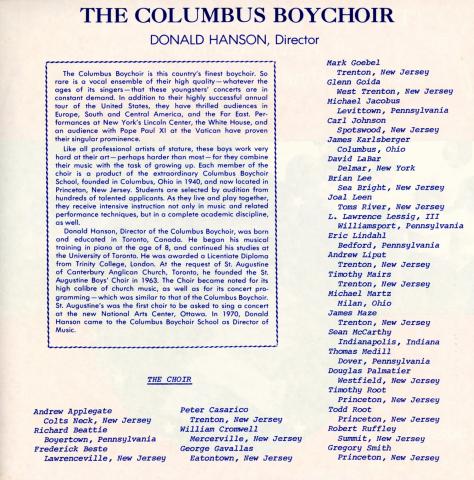 THE COLUMBUS BOYCHOIR
DONALD HANSON, Director
The Columbus Boychoir is this country's finest boychoir. So
rare is a vocal ensemble of their high quality—whatever the
ages of its singers—that these youngsters' concerts are
in constant demand. In addition to their highly successful annual
tour of the United States, they have thrilled audiences in
Europe, South and Central America, and the Far East. Per-
formances at New York's Lincoln Center, the White House, and
an audience with Pope Paul XI at the Vatican have proven
their singular prominence.
Like all professional artists of stature, these boys work very
hard at their art—perhaps harder than most—for they combine
their music with the task of growing up. Each member of the
choir is a product of the extraordinary Columbus Boychoir
School, founded in Columbus, Ohio in 1940, and now located in
Princeton, New Jersey. Students are selected by audition from
hundreds of talented applicants. As they live and play together,
they receive intensive instruction not only in music and related
performance techniques, but in a complete academic discipline,
as well.
Donald Hanson, Director of the Columbus Boychoir, was born
and educated in Toronto, Canada. He began his musical
training in piano at the age of 8, and continued his studies at
the University of Toronto. He was awarded a Licentiate Diploma
from Trinity College, London. At the request of St. Augustine
of Canterbury Anglican Church, Toronto, he founded the St.
Augustine Boys' Choir in 1963. The Choir became noted for its
high calibre of church music, as well as for its concert pro-
gramming—which was similar to that of the Columbus Boychoir.
St. Augustine's was the first choir to be asked to sing a concert
at the new National Arts Center, Ottawa. In 1970, Donald
Hanson came to the Columbus Boychoir School as Director of
Music.
THE CHOIR
Andrew Applegate
Colts Neck, New Jersey
Richard Beattie
Boyertown, Pennsylvania
Frederick Beste
Lawrenceville, New Jersey
Peter Casarico
Trenton, New Jersey
William Cromwell
Mercerville, New Jersey
George Gavallas
Eatontown, New Jersey
Mark Goebel
Trenton, New Jersey
Glenn Goida
West Trenton, New Jersey
Michael Jacobus
Levittown, Pennsylvania
Carl Johnson
Spotswood, New Jersey
James Karlsberger
Columbus, Ohio
David LaBar
Delmar, New York
Brian Lee
Sea Bright, New Jersey
Joal Leen
Toms River, New Jersey
L. Lawrence Lessig, III
Williamsport, Pennsylvania
Eric Lindahl
Bedford, Pennsylvania
Andrew Liput
Trenton, New Jersey
Timothy Mairs
Trenton, New Jersey
Michael Martz
Milan, Ohio
James Maze
Trenton, New Jersey
Sean McCarthy
Indianapolis, Indiana
Thomas Medill
Dover, Pennsylvania
Douglas Palmatier
Westfield, New Jersey
Timothy Root
Princeton, New Jersey
Todd Root
Princeton, New Jersey
Robert Ruffley
Summit, New Jersey
Gregory Smith
Princeton, New Jersey